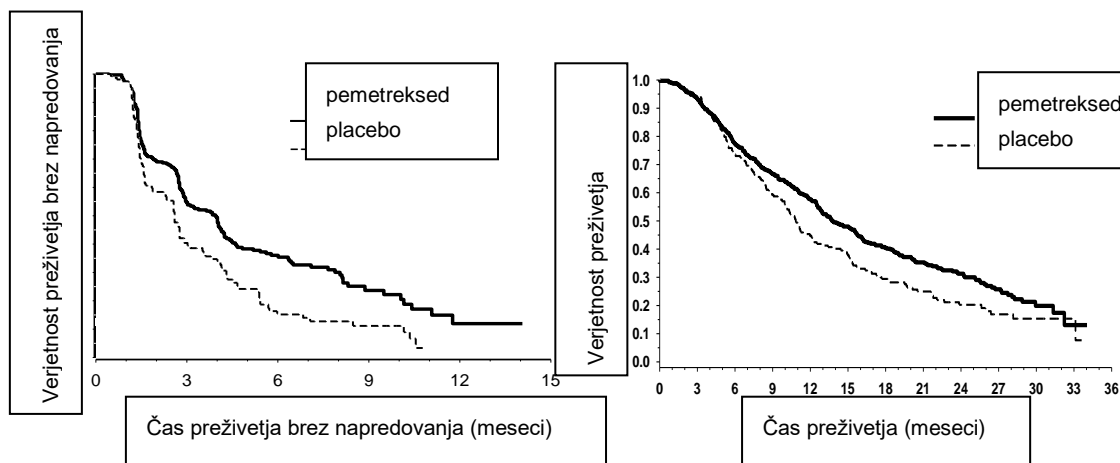 Verjetnost preživetja brez napredovanja
pemetreksed
placebo
0 3 6 9 12 15
Čas preživetja brez napredovanja (meseci)
Verjetnost preživetja
1.0
0.9
0.8
0.7
0.6
0.5
0.4
0.3
0.2
0.1
0.0
pemetreksed
placebo
0 3 6 9 12 15 18 21 24 27 30 33 36
Čas preživetja (meseci)